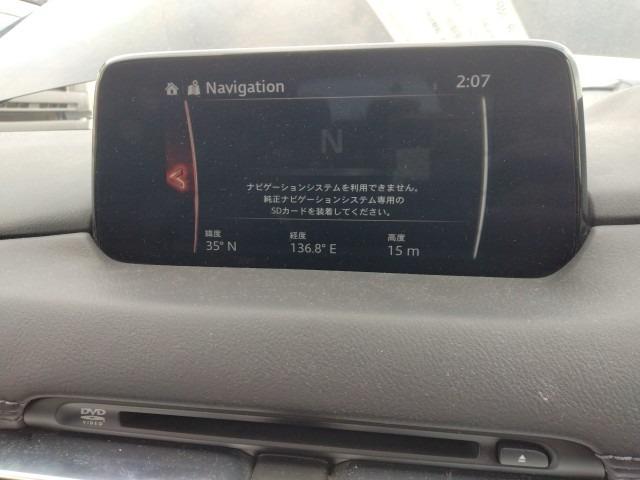 Navigation
2:07
N
ナビゲーションシステムを利用できません。
純正ナビゲーションシステム専用の
SDカードを装着してください。
緯度 経度 高度
35° N 136.8° E 15 m
DVD
VIDEO